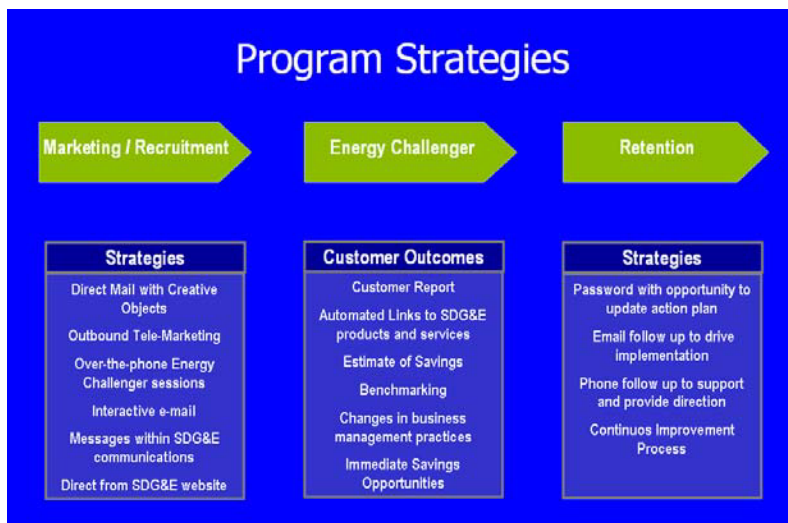 Program Strategies
Marketing / Recruitment
Energy Challenger
Retention
Strategies
Direct Mail with Creative
Objects
Outbound Tele-Marketing
Over-the-phone Energy
Challenger sessions
Interactive e-mail
Messages within SDG&E
communications
Direct from SDG&E website
Customer Outcomes
Customer Report
Automated Links to SDG&E
products and services
Estimate of Savings
Benchmarking
Changes in business
management practices
Immediate Savings
Opportunities
Strategies
Password with opportunity to
update action plan
Email follow up to drive
implementation
Phone follow up to support
and provide direction
Continuos Improvement
Process